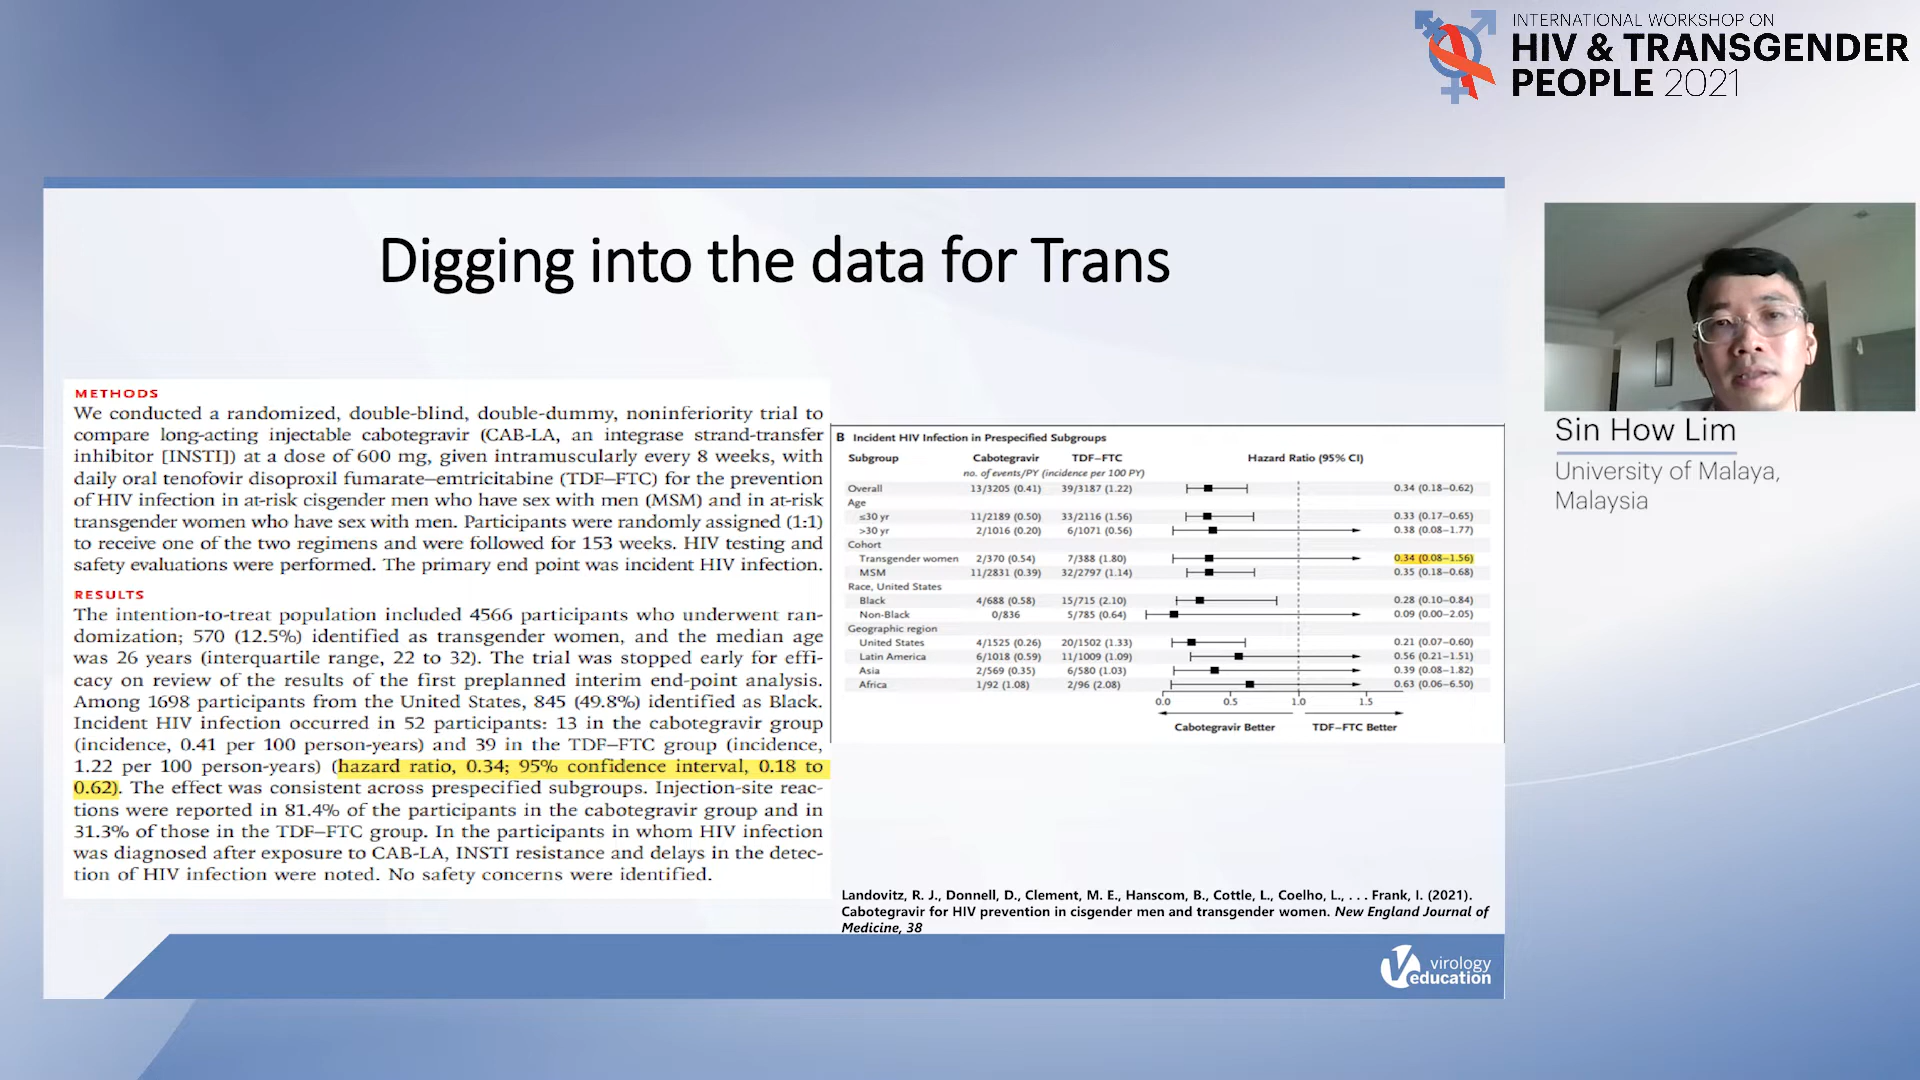 INTERNATIONAL WORKSHOP ON
HIV & TRANSGENDER
PEOPLE 2021
Digging into the data for Trans
METHODS
We conducted a randomized, double-blind, double-dummy, noninferiority trial to
compare long-acting injectable cabotegravir (CAB-LA, an integrase strand-transfer
inhibitor [INSTI]) at a dose of 600 mg, given intramuscularly every 8 weeks, with
daily oral tenofovir disoproxil fumarate–emtricitabine (TDF–FTC) for the prevention
of HIV infection in at-risk cisgender men who have sex with men (MSM) and in at-risk
transgender women who have sex with men. Participants were randomly assigned (1:1)
to receive one of the two regimens and were followed for 153 weeks. HIV testing and
safety evaluations were performed. The primary end point was incident HIV infection.
RESULTS
The intention-to-treat population included 4566 participants who underwent ran-
domization; 570 (12.5%) identified as transgender women, and the median age
was 26 years (interquartile range, 22 to 32). The trial was stopped early for effi-
cacy on review of the results of the first preplanned interim end-point analysis.
Among 1698 participants from the United States, 845 (49.8%) identified as Black.
Incident HIV infection occurred in 52 participants: 13 in the cabotegravir group
(incidence, 0.41 per 100 person-years) and 39 in the TDF–FTC group (incidence,
1.22 per 100 person-years) (hazard ratio, 0.34; 95% confidence interval, 0.18 to
0.62). The effect was consistent across prespecified subgroups. Injection-site reac-
tions were reported in 81.4% of the participants in the cabotegravir group and in
31.3% of those in the TDF–FTC group. In the participants in whom HIV infection
was diagnosed after exposure to CAB-LA, INSTI resistance and delays in the detec-
tion of HIV infection were noted. No safety concerns were identified.
B Incident HIV Infection in Prespecified Subgroups
Subgroup Cabotegravir TDF–FTC Hazard Ratio (95% CI)
no. of events/PY (incidence per 100 PY)
Overall 13/3205 (0.41) 39/3187 (1.22) 0.34 (0.18–0.62)
Age
≤30 yr 11/2189 (0.50) 33/2116 (1.56) 0.33 (0.17–0.65)
>30 yr 2/1016 (0.20) 6/1071 (0.56) 0.38 (0.08–1.77)
Cohort
Transgender women 2/370 (0.54) 7/388 (1.80) 0.34 (0.08–1.56)
MSM 11/2831 (0.39) 32/2797 (1.14) 0.35 (0.18–0.68)
Race, United States
Black 4/688 (0.58) 15/715 (2.10) 0.28 (0.10–0.84)
Non-Black 0/836 5/785 (0.64) 0.09 (0.00–2.05)
Geographic region
United States 4/1525 (0.26) 20/1502 (1.33) 0.21 (0.07–0.60)
Latin America 6/1018 (0.59) 11/1009 (1.09) 0.56 (0.21–1.51)
Asia 2/569 (0.35) 6/580 (1.03) 0.39 (0.08–1.82)
Africa 1/92 (1.08) 2/96 (2.08) 0.63 (0.06–6.50)
0.0 0.5 1.0 1.5
Cabotegravir Better TDF–FTC Better
Landovitz, R. J., Donnell, D., Clement, M. E., Hanscom, B., Cottle, L., Coelho, L., . . . Frank, I. (2021).
Cabotegravir for HIV prevention in cisgender men and transgender women. New England Journal of
Medicine, 38
virology
education
Sin How Lim
University of Malaya,
Malaysia